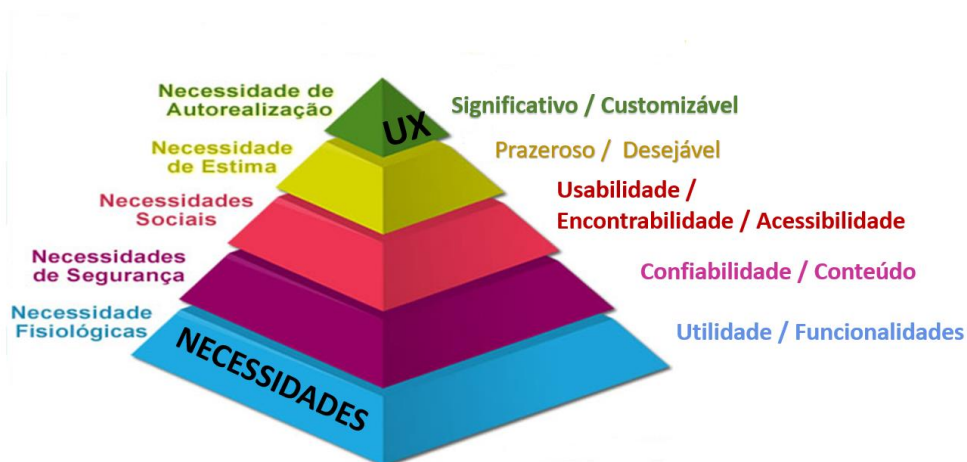 Necessidade de
Autorealização
UX
Significativo / Customizável
Necessidade
de Estima
Prazeroso / Desejável
Necessidades
Sociais
Usabilidade /
Encontrabilidade / Acessibilidade
Necessidades
de Segurança
Confiabilidade / Conteúdo
Necessidade
Fisiológicas
NECESSIDADES
Utilidade / Funcionalidades